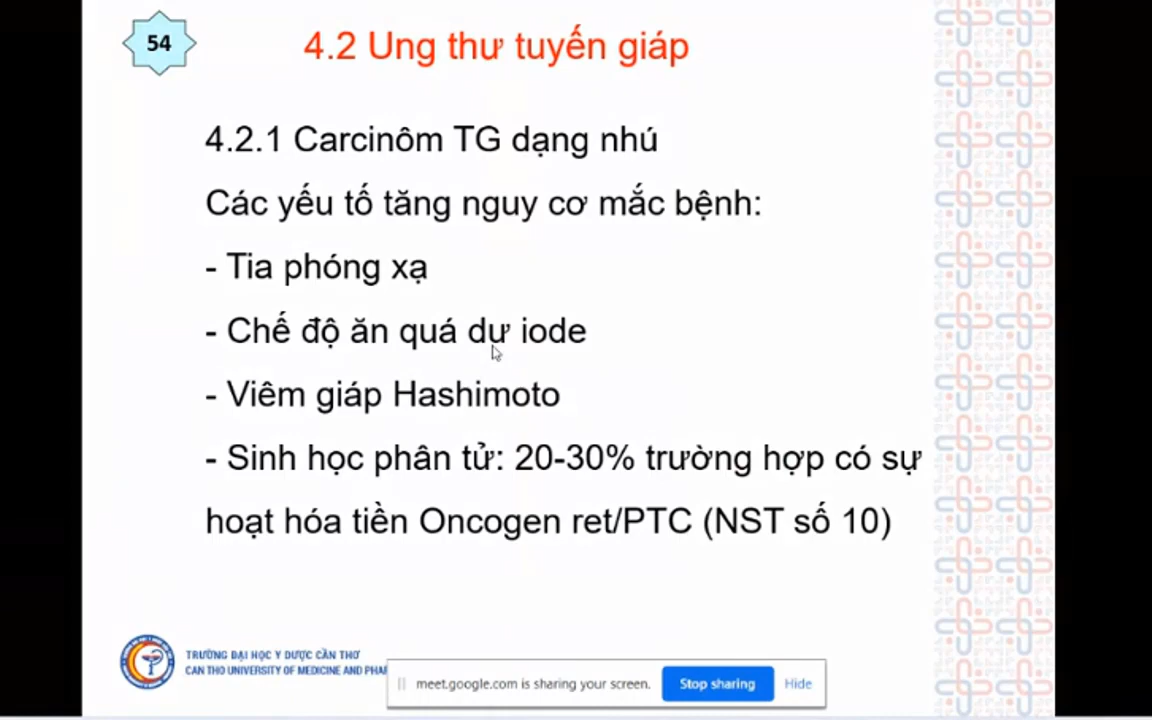 54
4.2 Ung thư tuyến giáp
4.2.1 Carcinôm TG dạng nhú
Các yếu tố tăng nguy cơ mắc bệnh:
- Tia phóng xạ
- Chế độ ăn quá dư iode
- Viêm giáp Hashimoto
- Sinh học phân tử: 20-30% trường hợp có sự
hoạt hóa tiền Oncogen ret/PTC (NST số 10)
TRƯỜNG ĐẠI HỌC Y DƯỢC CẦN THƠ
CAN THO UNIVERSITY OF MEDICINE AND PHAR
meet.google.com is sharing your screen. Stop sharing Hide